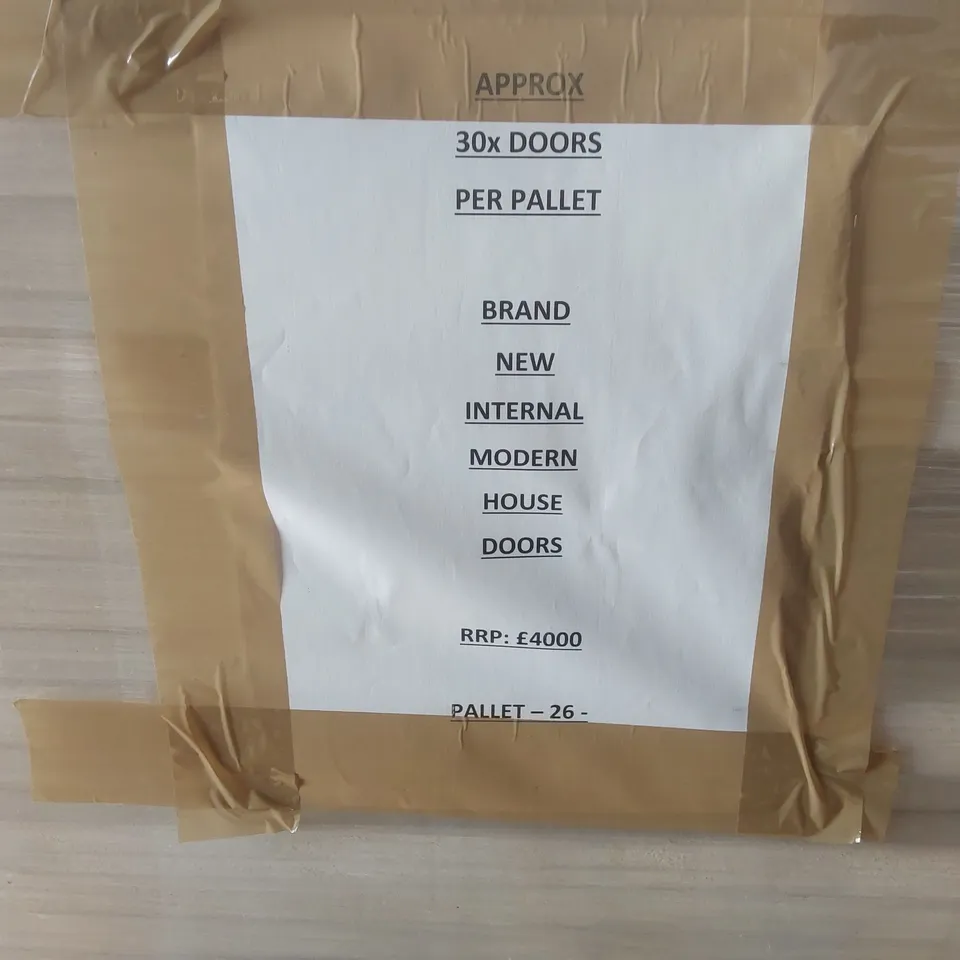 APPROX
30x DOORS
PER PALLET
BRAND
NEW
INTERNAL
MODERN
HOUSE
DOORS
RRP: £4000
PALLET – 26 -